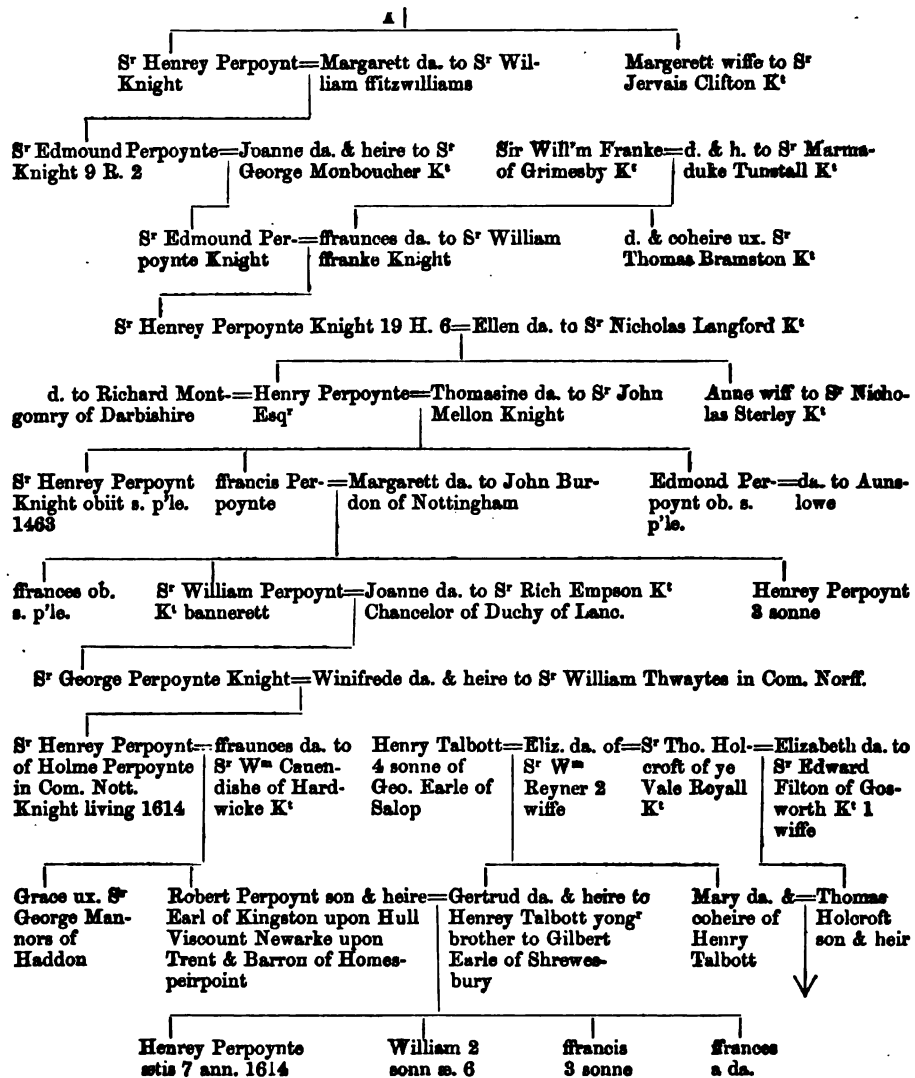 A
Sʳ Henrey Perpoynt=Margarett da. to Sʳ Wil-
Knight
liam ffitzwilliams
Margerett wiffe to Sʳ
Jervais Clifton Kᵗ
Sʳ Edmound Perpoynte=Joanne da. & heire to Sʳ
Knight 9 R. 2
George Monboucher Kᵗ
Sir Will'm Franke=d. & h. to Sʳ Marma-
of Grimesby Kᵗ
duke Tunstall Kᵗ
Sʳ Edmound Per-=ffraunces da. to Sʳ William
poynte Knight
ffranke Knight
d. & coheire ux. Sʳ
Thomas Bramston Kᵗ
Sʳ Henrey Perpoynte Knight 19 H. 6=Ellen da. to Sʳ Nicholas Langford Kᵗ
d. to Richard Mont-=Henry Perpoynte=Thomasine da. to Sʳ John
gomry of Darbishire
Esqʳ
Mellon Knight
Anne wiff to Sʳ Nicho-
las Sterley Kᵗ
Sʳ Henrey Perpoynt
Knight obiit s. p'le.
1463
ffrancis Per-=Margarett da. to John Bur-
poynte
don of Nottingham
Edmond Per-=da. to Auns-
poynt ob. s.
lowe
p'le.
ffrances ob.
s. p'le.
Sʳ William Perpoynt=Joanne da. to Sʳ Rich Empson Kᵗ
Kᵗ bannerett
Chancelor of Duchy of Lanc.
Henrey Perpoynt
3 sonne
Sʳ George Perpoynte Knight=Winifrede da. & heire to Sʳ William Thwaytes in Com. Norff.
Sʳ Henrey Perpoynt=ffraunces da. to
of Holme Perpoynte
Sʳ Wᵐ Cauen-
in Com. Nott.
dishe of Hard-
Knight living 1614
wicke Kᵗ
Henry Talbott=Eliz. da. of=Sʳ Tho. Hol-=Elizabeth da. to
4 sonne of
Sʳ Wᵐ
croft of ye
Sʳ Edward
Geo. Earle of
Reyner 2
Vale Royall
Filton of Gos-
Salop
wiffe
Kᵗ
worth Kᵗ 1
wiffe
Grace ux. Sʳ
George Man-
nors of
Haddon
Robert Perpoynt son & heire=Gertrud da. & heire to
Earl of Kingston upon Hull
Henrey Talbott yongʳ
Viscount Newarke upon
brother to Gilbert
Trent & Barron of Homes-
Earle of Shrewes-
peirpoint
bury
Mary da. &=Thomas
coheire of
Holcroft
Henry
son & heir
Talbott
Henrey Perpoynte
ætis 7 ann. 1614
William 2
sonn æ. 6
ffrancis
3 sonne
ffrances
a da.